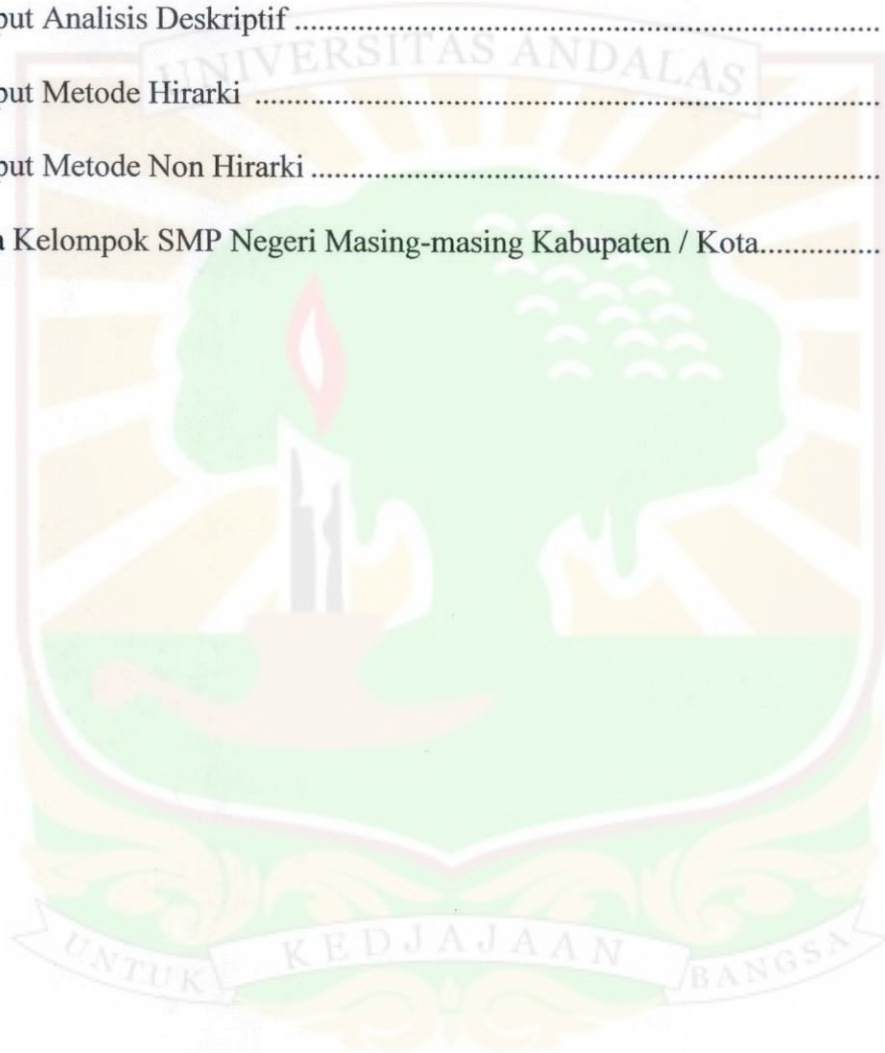 put Analisis Deskriptif ................................................................................
UNIVERSITAS ANDALAS
put Metode Hirarki ................................................................................
put Metode Non Hirarki ................................................................................
Kelompok SMP Negeri Masing-masing Kabupaten / Kota...............
UNTUK KEDJAJAAN BANGSA